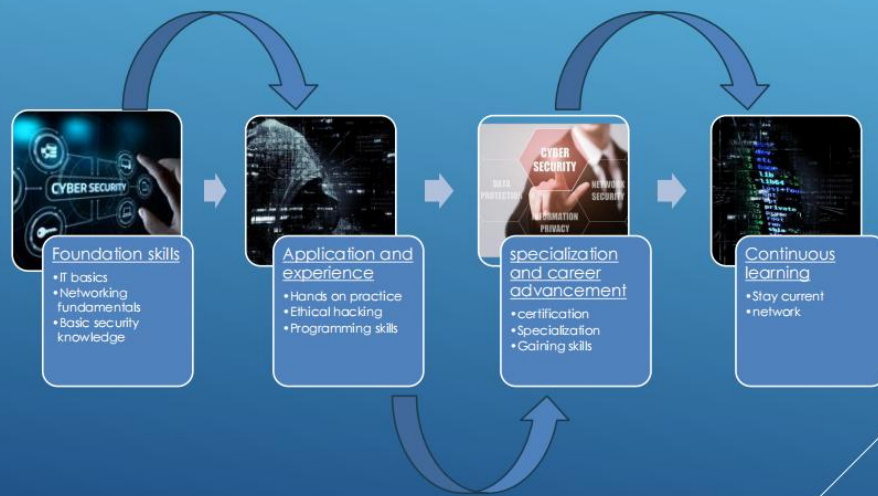 CYBER SECURITY
CYBER
SECURITY
DATA
PROTECTION
NETWORK
SECURITY
INFORMATION
PRIVACY
Foundation skills
•IT basics
•Networking
fundamentals
•Basic security
knowledge
Application and
experience
•Hands on practice
•Ethical hacking
•Programming skills
specialization
and career
advancement
•certification
•Specialization
•Gaining skills
Continuous
learning
•Stay current
•network